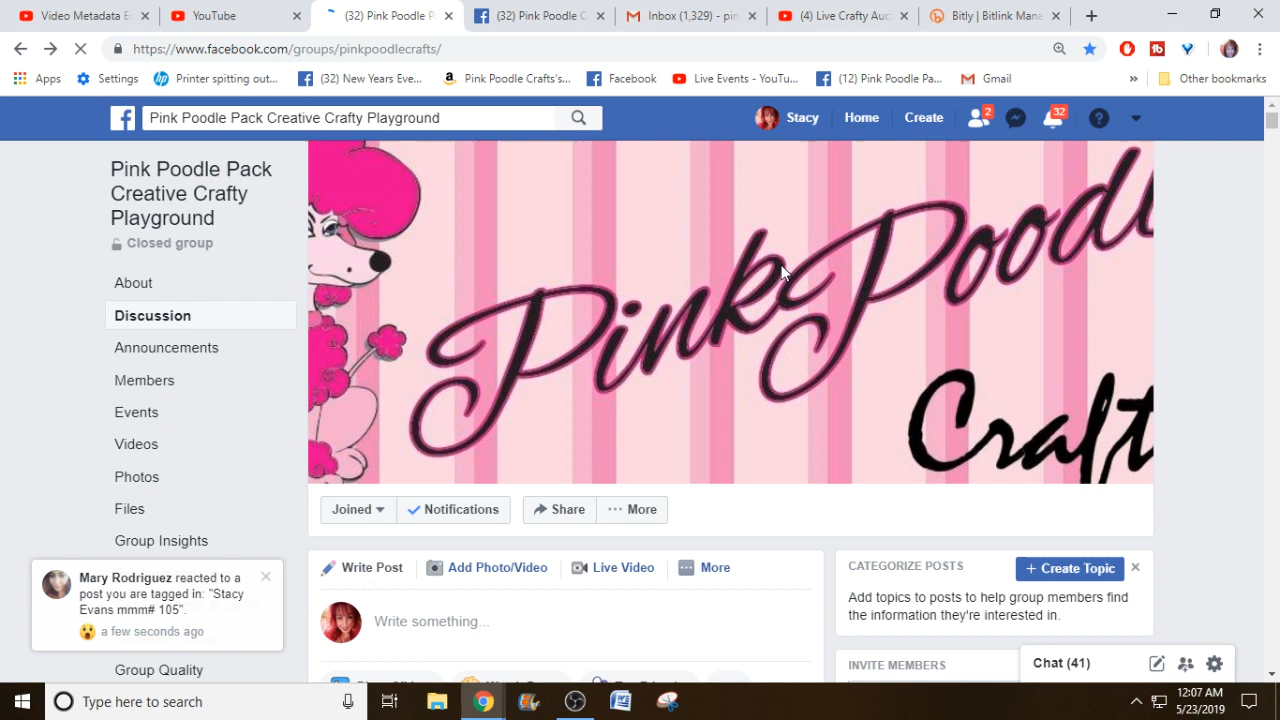 Video Metadata E
YouTube
(32) Pink Poodle P
(32) Pink Poodle C
Inbox (1,329) - pin
(4) Live Crafty Auc
Bitly | Bitlink Mana
https://www.facebook.com/groups/pinkpoodlecrafts/
Apps
Settings
Printer spitting out...
(32) New Years Eve...
Pink Poodle Crafts's...
Facebook
Live Events - YouTu...
(12) Pink Poodle Pa...
Gmail
Other bookmarks
Pink Poodle Pack Creative Crafty Playground
Stacy
Home
Create
2
32
Pink Poodle Pack
Creative Crafty
Playground
Closed group
About
Discussion
Announcements
Members
Events
Videos
Photos
Files
Group Insights
Group Quality
Pink Poodl
Craft
Joined
Notifications
Share
More
Write Post
Add Photo/Video
Live Video
More
Write something...
CATEGORIZE POSTS
+ Create Topic
Add topics to posts to help group members find
the information they're interested in.
INVITE MEMBERS
Chat (41)
Mary Rodriguez reacted to a
post you are tagged in: "Stacy
Evans mmm# 105".
a few seconds ago
Type here to search
12:07 AM
5/23/2019